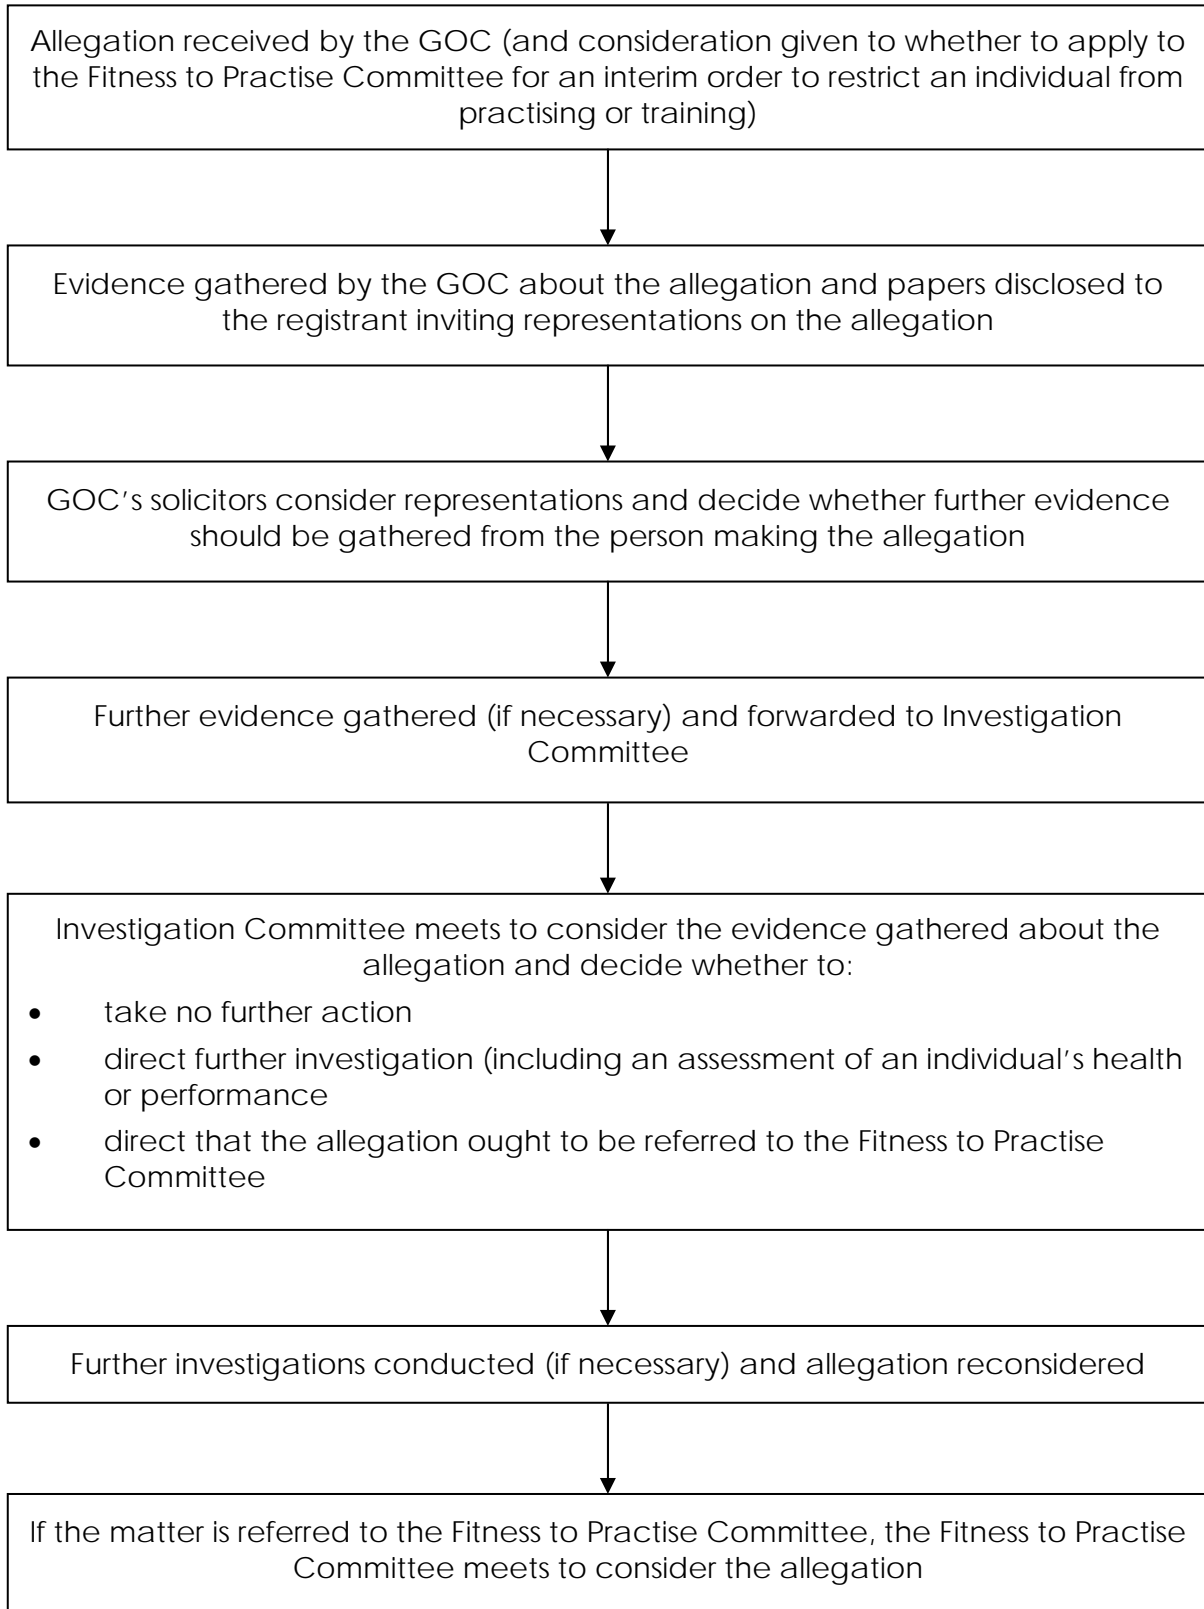 Allegation received by the GOC (and consideration given to whether to apply to
the Fitness to Practise Committee for an interim order to restrict an individual from
practising or training)
Evidence gathered by the GOC about the allegation and papers disclosed to
the registrant inviting representations on the allegation
GOC’s solicitors consider representations and decide whether further evidence
should be gathered from the person making the allegation
Further evidence gathered (if necessary) and forwarded to Investigation
Committee
Investigation Committee meets to consider the evidence gathered about the
allegation and decide whether to:
• take no further action
• direct further investigation (including an assessment of an individual’s health
or performance
• direct that the allegation ought to be referred to the Fitness to Practise
Committee
Further investigations conducted (if necessary) and allegation reconsidered
If the matter is referred to the Fitness to Practise Committee, the Fitness to Practise
Committee meets to consider the allegation